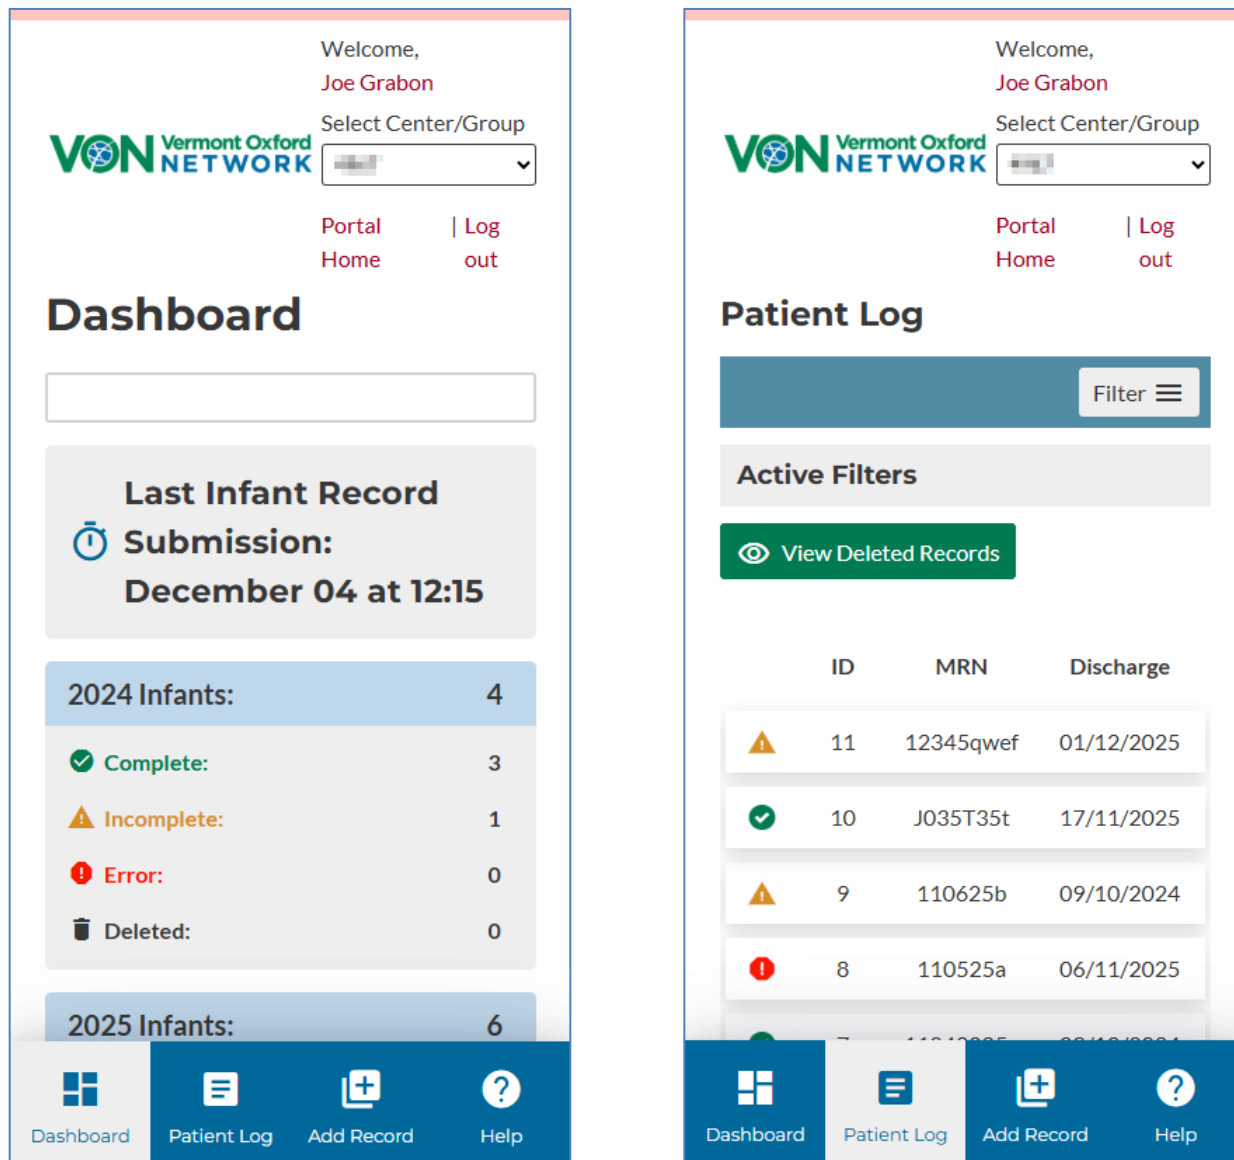 Welcome,
Joe Grabon
Select Center/Group
VON Vermont Oxford
NETWORK
Portal Home | Log out
Dashboard
Last Infant Record
Submission:
December 04 at 12:15
2024 Infants: 4
Complete: 3
Incomplete: 1
Error: 0
Deleted: 0
2025 Infants: 6
Dashboard Patient Log Add Record Help
Welcome,
Joe Grabon
Select Center/Group
VON Vermont Oxford
NETWORK
Portal Home | Log out
Patient Log
Filter
Active Filters
View Deleted Records
ID MRN Discharge
11 12345qwef 01/12/2025
10 J035T35t 17/11/2025
9 110625b 09/10/2024
8 110525a 06/11/2025
Dashboard Patient Log Add Record Help